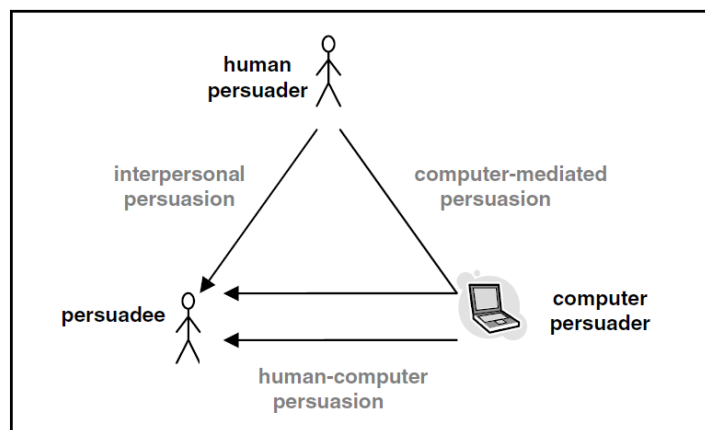 human
persuader
interpersonal
persuasion
computer-mediated
persuasion
persuadee
computer
persuader
human-computer
persuasion